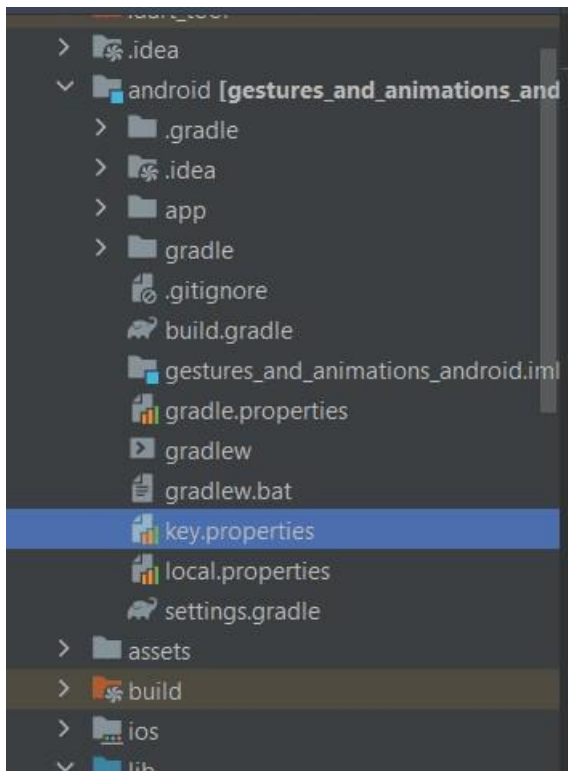 .idea
android [gestures_and_animations_and
.gradle
.idea
app
gradle
.gitignore
build.gradle
gestures_and_animations_android.iml
gradle.properties
gradlew
gradlew.bat
key.properties
local.properties
settings.gradle
assets
build
ios
lib